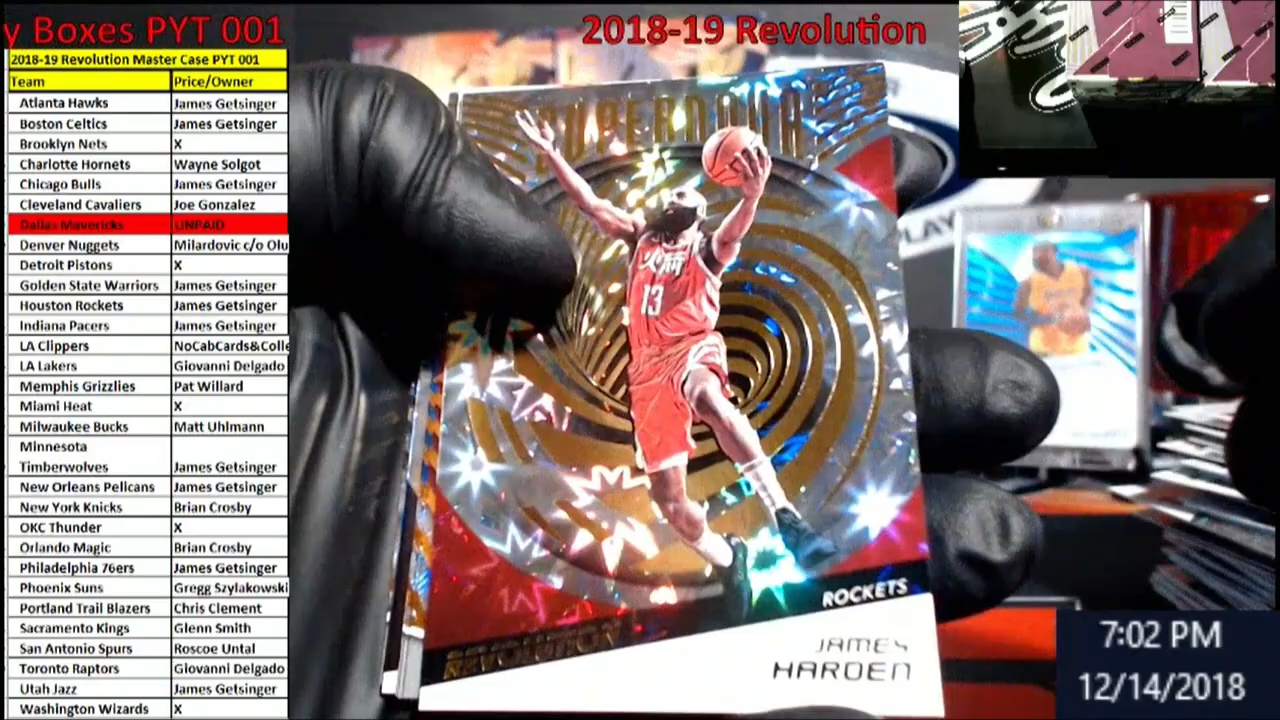 y Boxes PYT 001
2018-19 Revolution
2018-19 Revolution Master Case PYT 001
Team Price/Owner
Atlanta Hawks James Getsinger
Boston Celtics James Getsinger
Brooklyn Nets X
Charlotte Hornets Wayne Solgot
Chicago Bulls James Getsinger
Cleveland Cavaliers Joe Gonzalez
Dallas Mavericks UNPAID
Denver Nuggets Milardovic c/o Olu
Detroit Pistons X
Golden State Warriors James Getsinger
Houston Rockets James Getsinger
Indiana Pacers James Getsinger
LA Clippers NoCabCards&Colle
LA Lakers Giovanni Delgado
Memphis Grizzlies Pat Willard
Miami Heat X
Milwaukee Bucks Matt Uhlmann
Minnesota
Timberwolves James Getsinger
New Orleans Pelicans James Getsinger
New York Knicks Brian Crosby
OKC Thunder X
Orlando Magic Brian Crosby
Philadelphia 76ers James Getsinger
Phoenix Suns Gregg Szylakowski
Portland Trail Blazers Chris Clement
Sacramento Kings Glenn Smith
San Antonio Spurs Roscoe Untal
Toronto Raptors Giovanni Delgado
Utah Jazz James Getsinger
Washington Wizards X
SUPERNOVA
火箭
13
ROCKETS
REVOLUTION
JAMES
HARDEN
PLAY
7:02 PM
12/14/2018